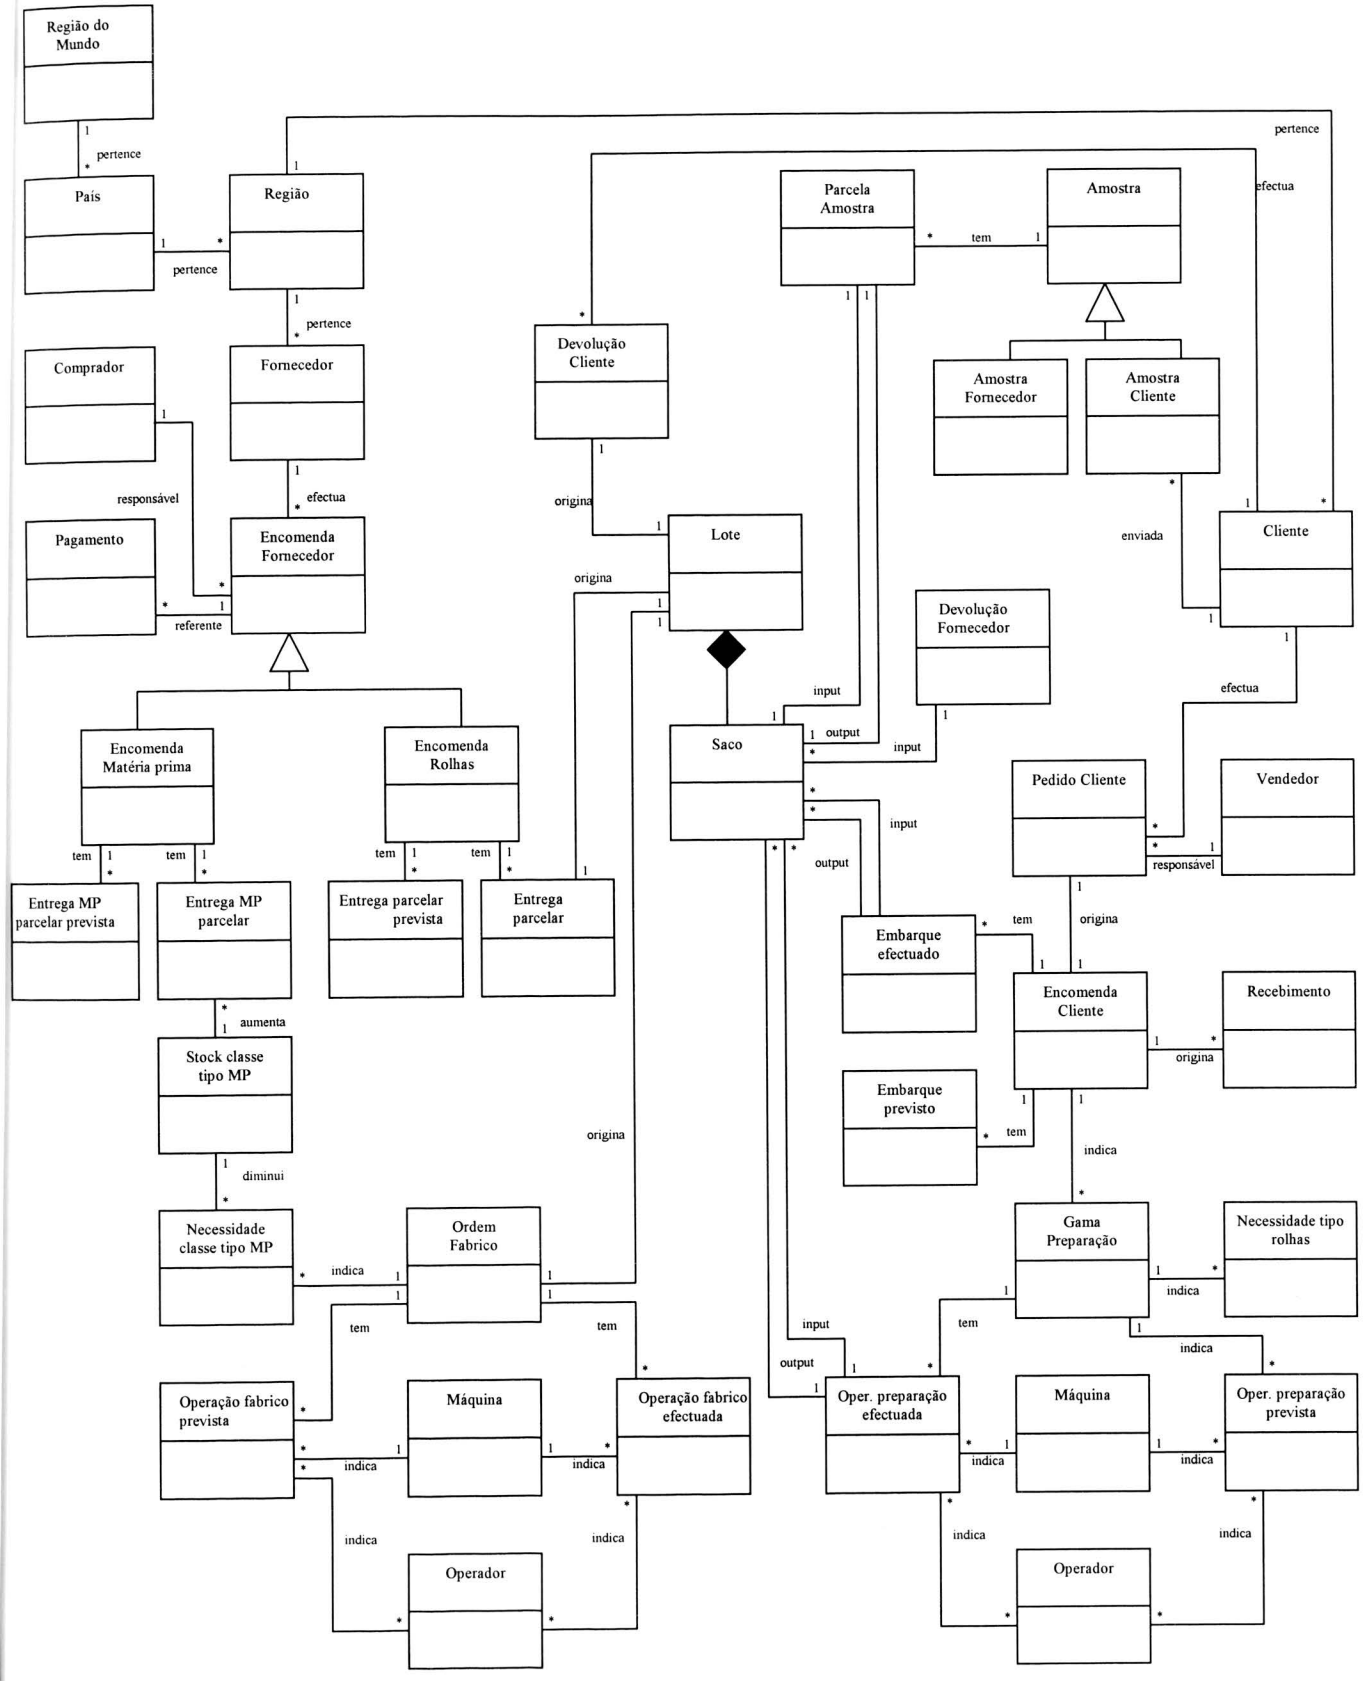 Região do
Mundo
1
pertence
*
pertence
1
País
Região
1
*
pertence
efectua
Parcela
Amostra
Amostra
*
tem
1
1
pertence
*
1
1
*
Devolução
Cliente
Comprador
Fornecedor
1
Amostra
Fornecedor
Amostra
Cliente
1
efectua
*
responsável
1
origina
1
*
enviada
1
*
Pagamento
Encomenda
Fornecedor
Lote
Cliente
*
*
1
referente
origina
1
1
Devolução
Fornecedor
1
1
efectua
input
1
1
output
*
input
1
Encomenda
Matéria prima
Encomenda
Rolhas
Saco
Pedido Cliente
Vendedor
*
*
input
output
*
*
1
responsável
tem
1
*
tem
1
*
tem
1
*
tem
1
*
1
*
*
1
origina
1
Entrega MP
parcelar prevista
Entrega MP
parcelar
Entrega parcelar
prevista
Entrega
parcelar
Embarque
efectuado
*
tem
1
Encomenda
Cliente
Recebimento
*
aumenta
1
1
*
origina
Stock classe
tipo MP
Embarque
previsto
1
*
tem
1
indica
*
origina
1
diminui
*
Necessidade
classe tipo MP
Ordem
Fabrico
Gama
Preparação
Necessidade tipo
rolhas
*
indica
1
1
1
*
indica
1
tem
1
tem
*
input
output
1
1
1
tem
*
1
indica
*
Operação fabrico
prevista
Máquina
Operação fabrico
efectuada
Oper. preparação
efectuada
Máquina
Oper. preparação
prevista
*
*
1
indica
1
*
indica
*
1
indica
1
*
indica
*
*
*
*
indica
indica
indica
indica
Operador
Operador
*
*
*
*